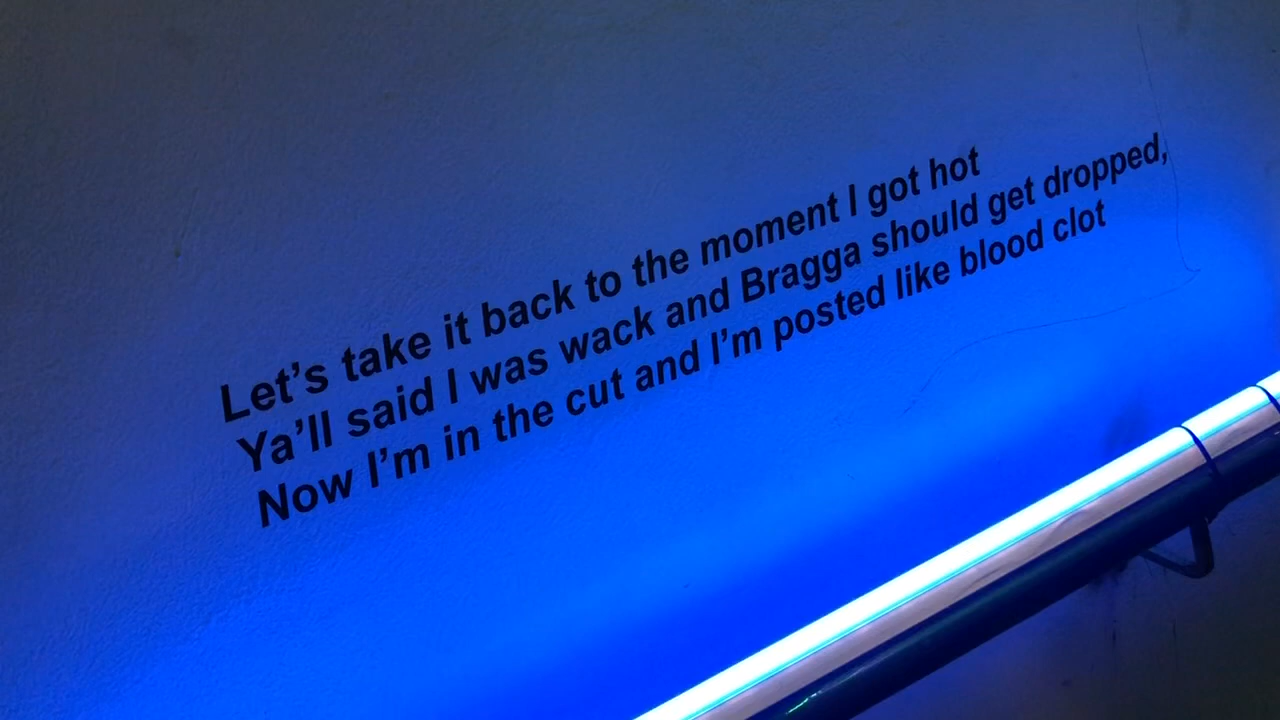 Let’s take it back to the moment I got hot
Ya’ll said I was wack and Bragga should get dropped,
Now I’m in the cut and I’m posted like blood clot